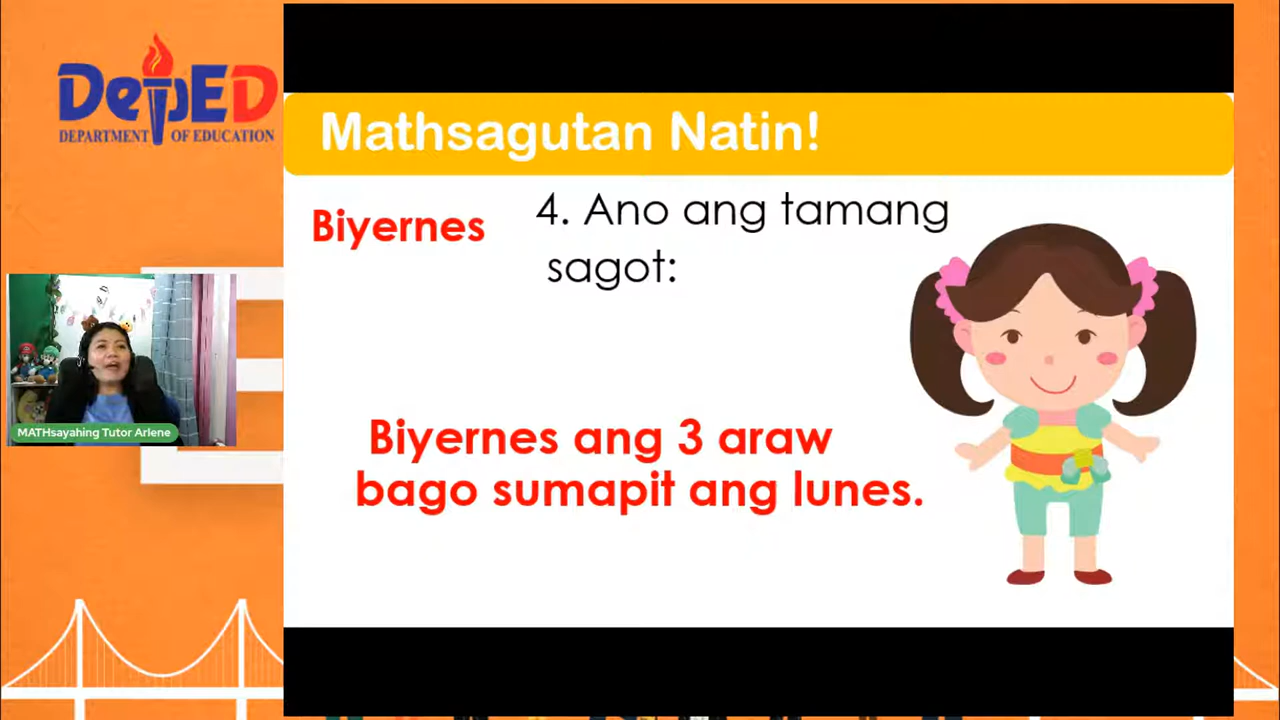 DepED
DEPARTMENT OF EDUCATION
Mathsagutan Natin!
Biyernes
4. Ano ang tamang
sagot:
MATHsayahing Tutor Arlene
Biyernes ang 3 araw
bago sumapit ang lunes.